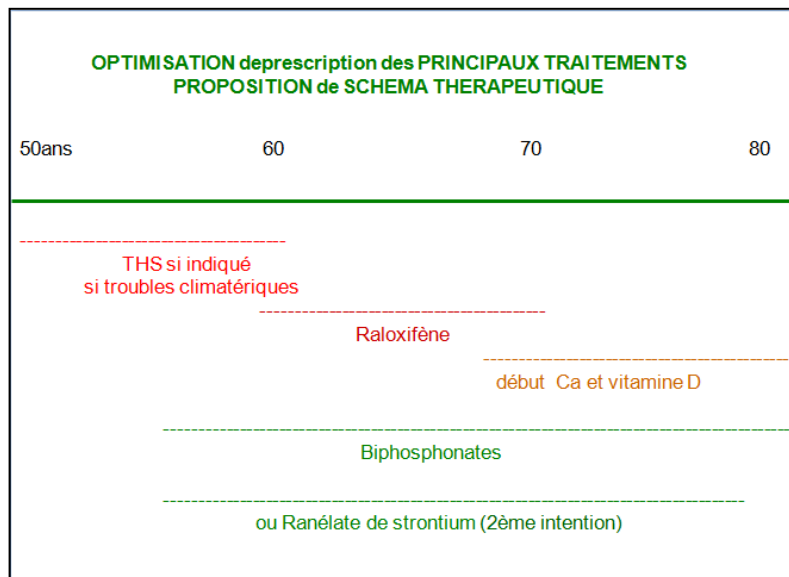 OPTIMISATION deprescription des PRINCIPAUX TRAITEMENTS
PROPOSITION de SCHEMA THERAPEUTIQUE
50ans 60 70 80
THS si indiqué
si troubles climatériques
Raloxifène
début Ca et vitamine D
Biphosphonates
ou Ranélate de strontium (2ème intention)